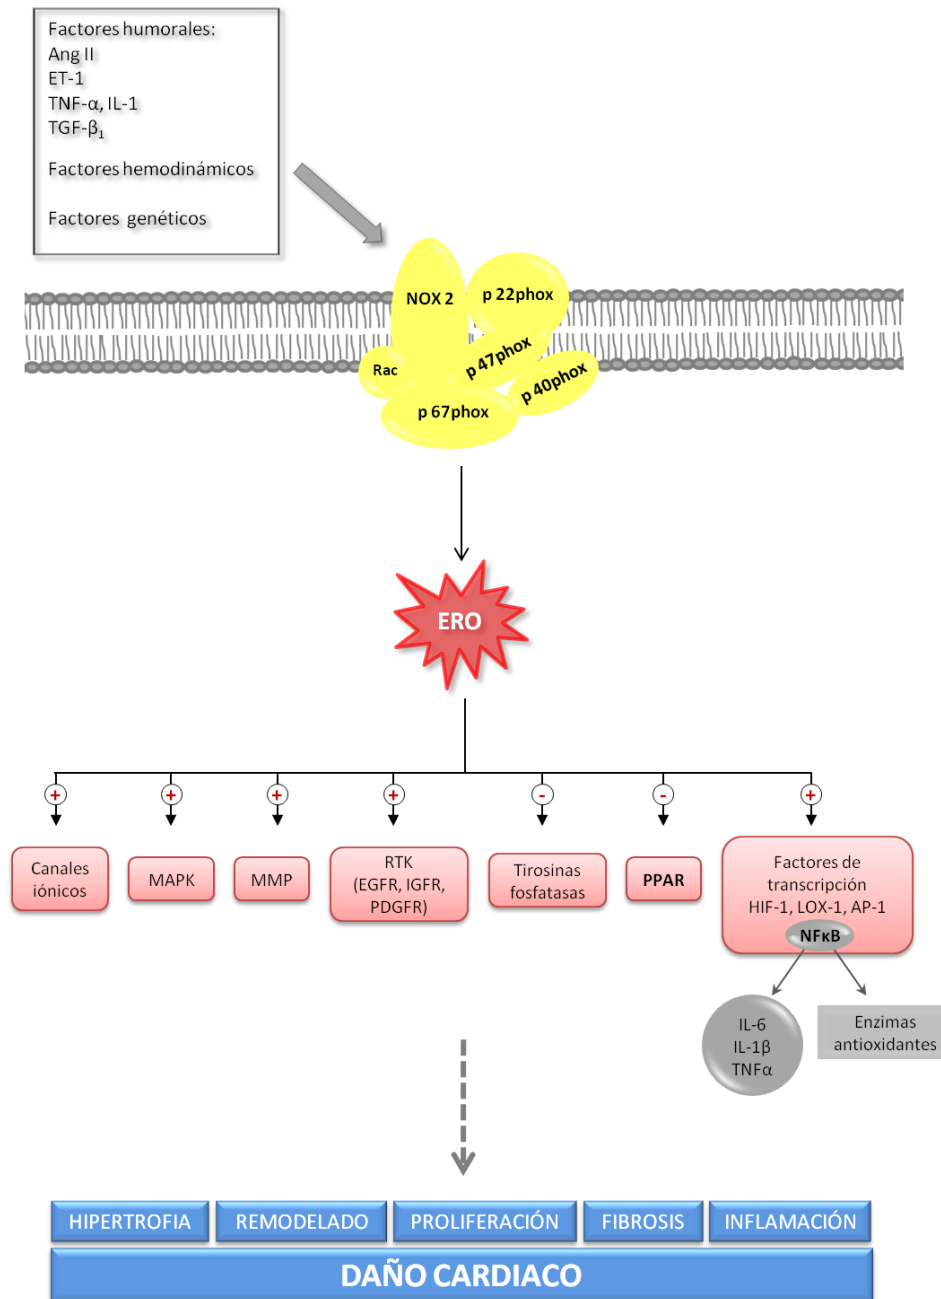 Factores humorales:
Ang II
ET-1
TNF-α, IL-1
TGF-β₁
Factores hemodinámicos
Factores genéticos
NOX 2
p 22phox
Rac
p 47phox
p 40phox
p 67phox
ERO
+
+
+
+
-
-
+
Canales
iónicos
MAPK
MMP
RTK
(EGFR, IGFR,
PDGFR)
Tirosinas
fosfatasas
PPAR
Factores de
transcripción
HIF-1, LOX-1, AP-1
NFκB
IL-6
IL-1β
TNFα
Enzimas
antioxidantes
HIPERTROFIA
REMODELADO
PROLIFERACIÓN
FIBROSIS
INFLAMACIÓN
DAÑO CARDIACO